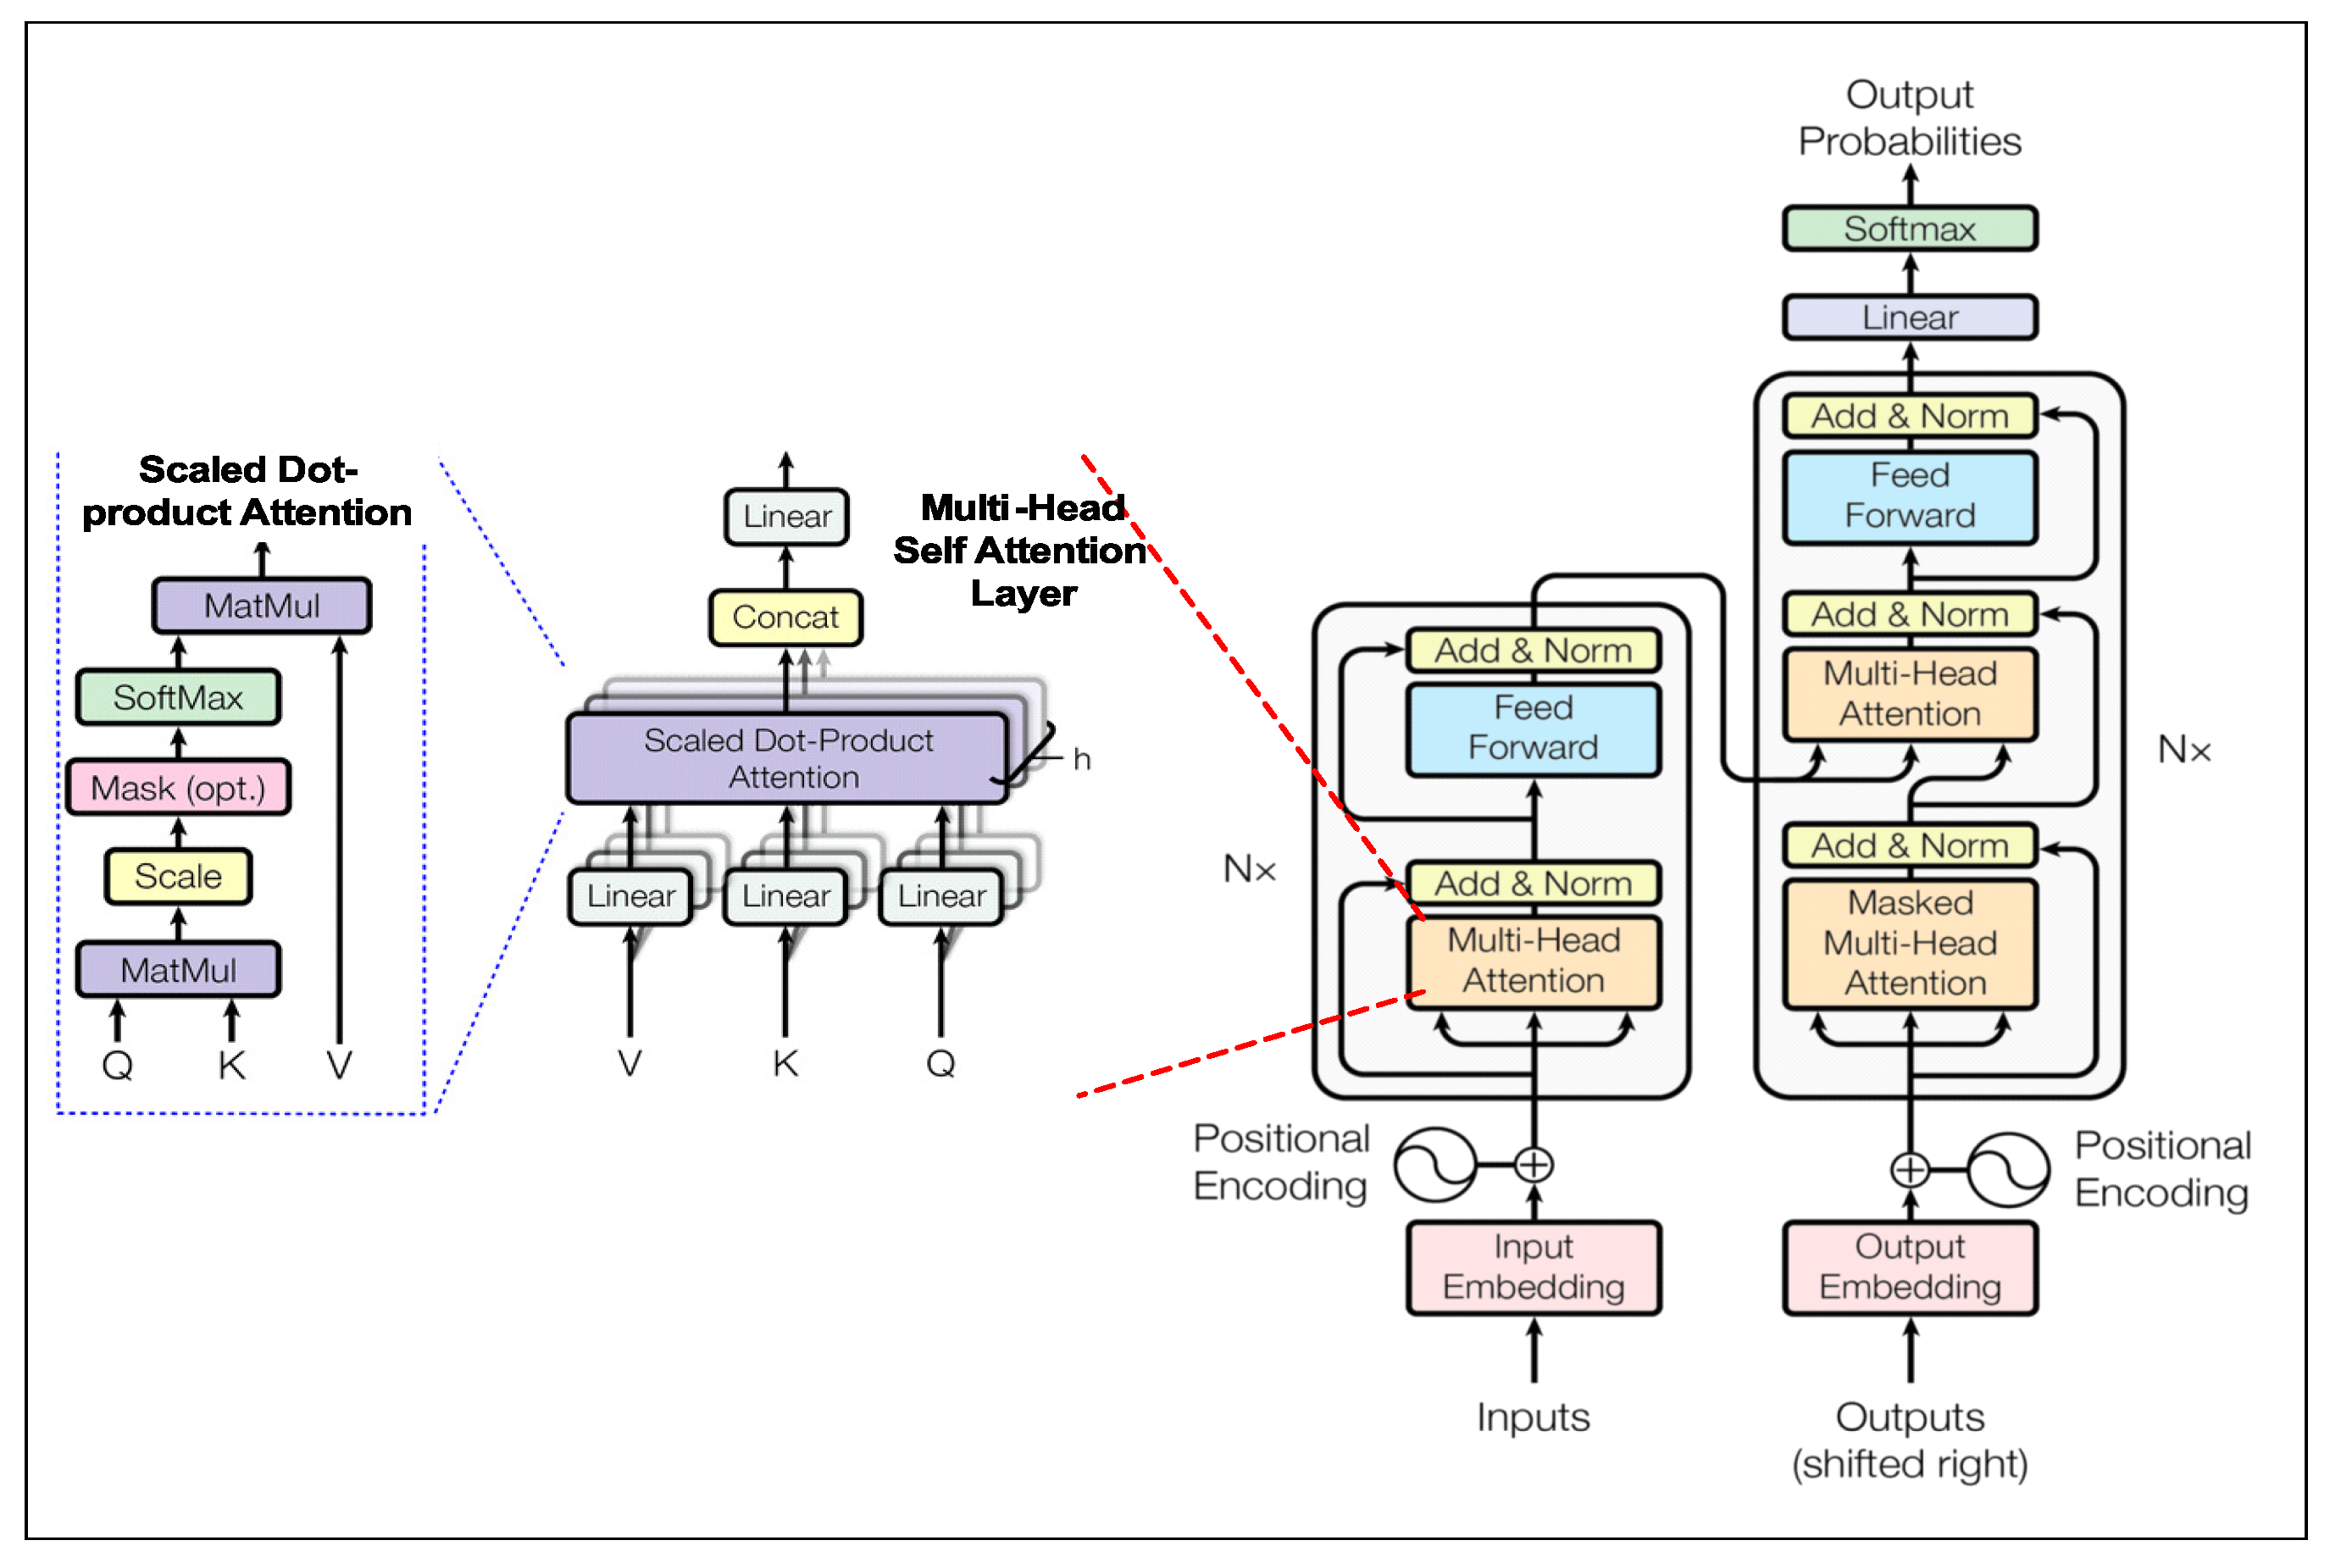 Scaled Dot-
product Attention
MatMul
SoftMax
Mask (opt.)
Scale
MatMul
Q
K
V
Multi-Head
Self Attention
Layer
Linear
Concat
Scaled Dot-Product
Attention
h
Linear
Linear
Linear
V
K
Q
Add & Norm
Feed
Forward
Nx
Add & Norm
Multi-Head
Attention
Positional
Encoding
Input
Embedding
Inputs
Output
Probabilities
Softmax
Linear
Add & Norm
Feed
Forward
Add & Norm
Multi-Head
Attention
Nx
Add & Norm
Masked
Multi-Head
Attention
Positional
Encoding
Output
Embedding
Outputs
(shifted right)